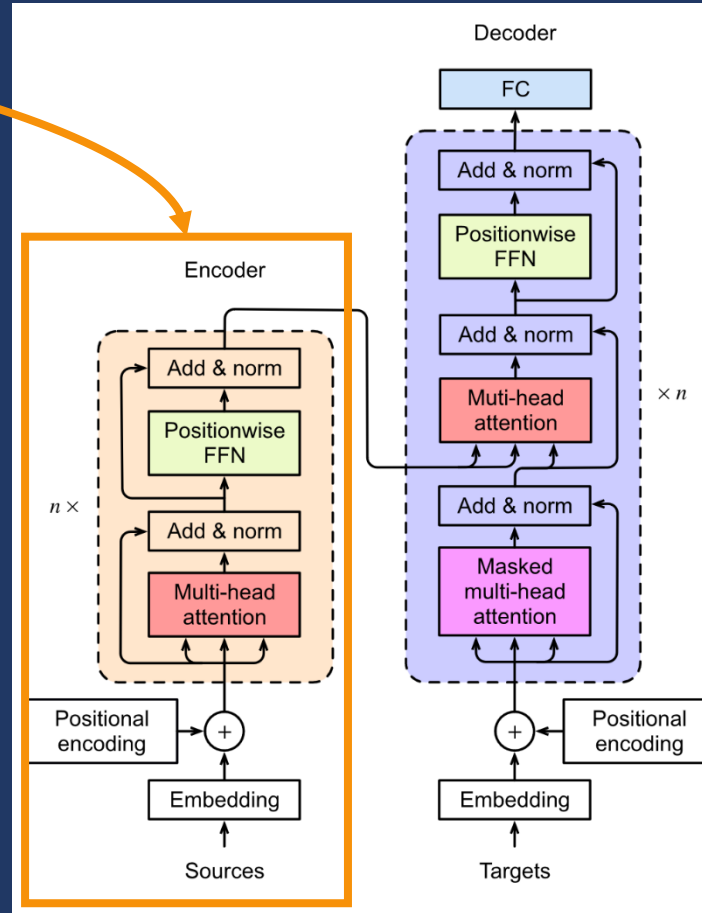 Encoder
Add & norm
Positionwise
FFN
n ×
Add & norm
Multi-head
attention
Positional
encoding
+
Embedding
Sources
Decoder
FC
Add & norm
Positionwise
FFN
Add & norm
Muti-head
attention
× n
Add & norm
Masked
multi-head
attention
+
Positional
encoding
Embedding
Targets